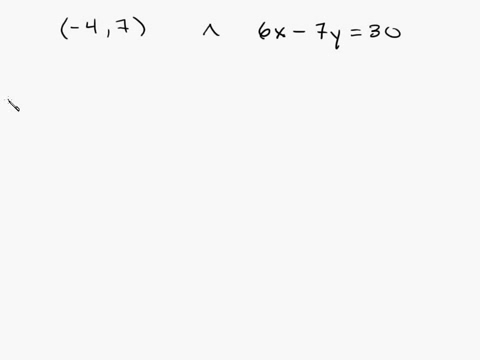 (-4, 7) ^ 6x - 7y = 30